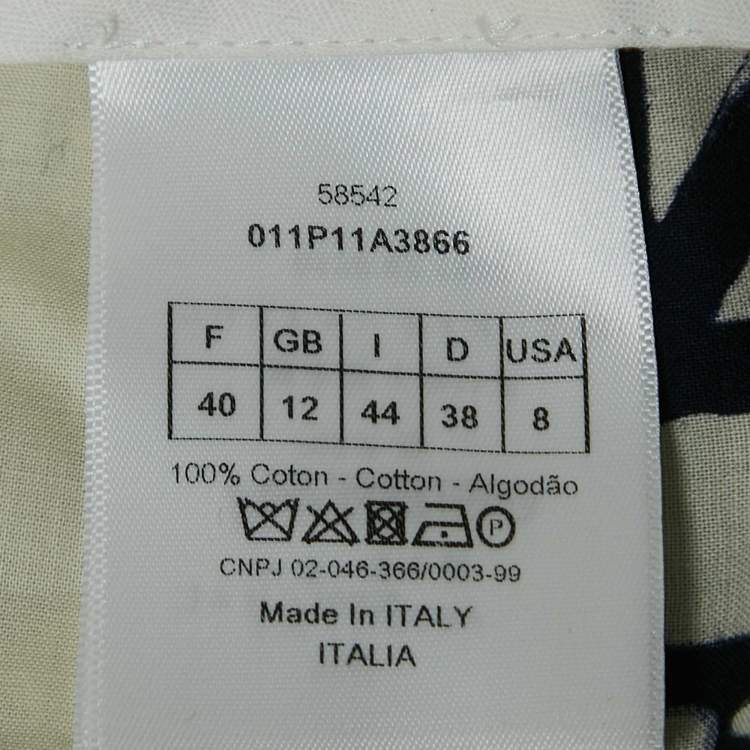 58542
011P11A3866
F GB I D USA
40 12 44 38 8
100% Coton - Cotton - Algodão
P
CNPJ 02-046-366/0003-99
Made In ITALY
ITALIA